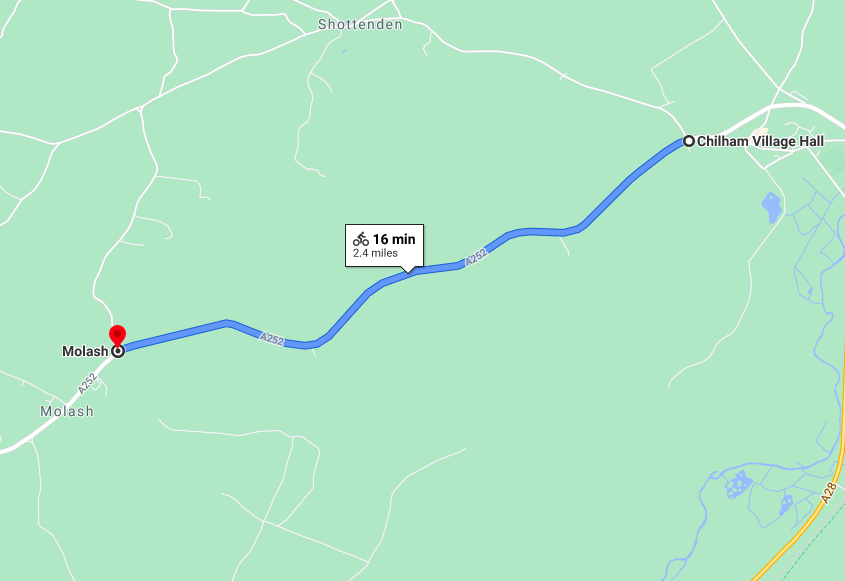 Shottenden
Chilham Village Hall
16 min
2.4 miles
A252
A252
Molash
A252
Molash
A28